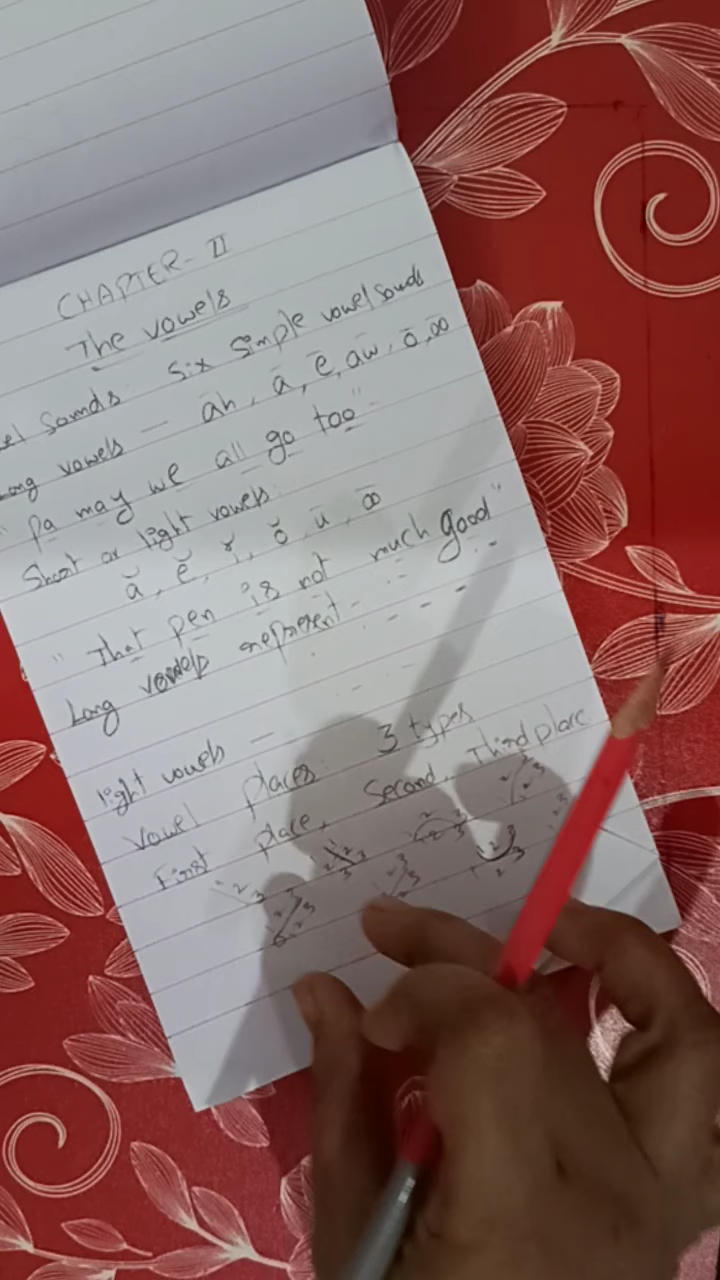 CHAPTER - II
The vowels
el sounds. six simple vowel sounds
ong vowels — ah, ā, ē, aw, ō, o͞o
"Pa may we all go too"
Short or light vowels.
ă, ĕ, ĭ, ŏ, ŭ, o͝o
"That pen is not much good"
Long vowels represent
light vowels —
Vowel places. 3 types
First place, Second, Third place